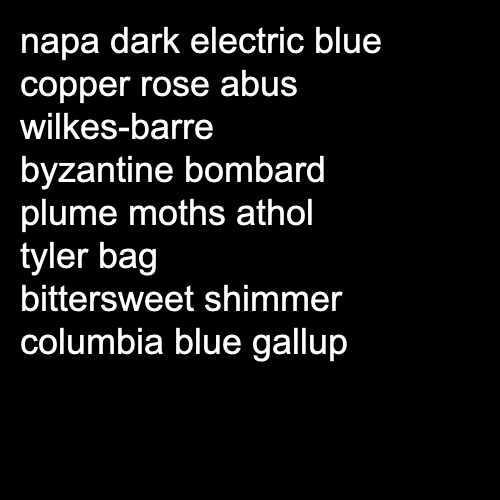 napa dark electric blue
copper rose abus
wilkes-barre
byzantine bombard
plume moths athol
tyler bag
bittersweet shimmer
columbia blue gallup